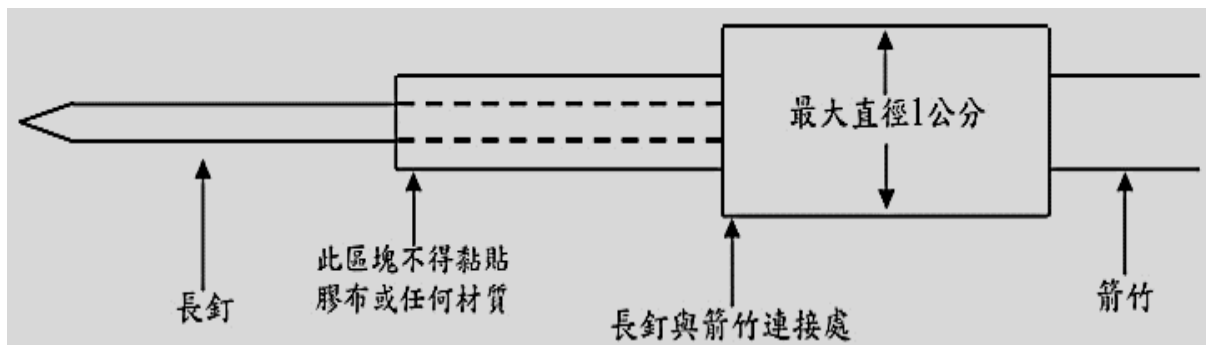 最大直徑1公分
此區塊不得黏貼
膠布或任何材質
長釘
長釘與箭竹連接處
箭竹